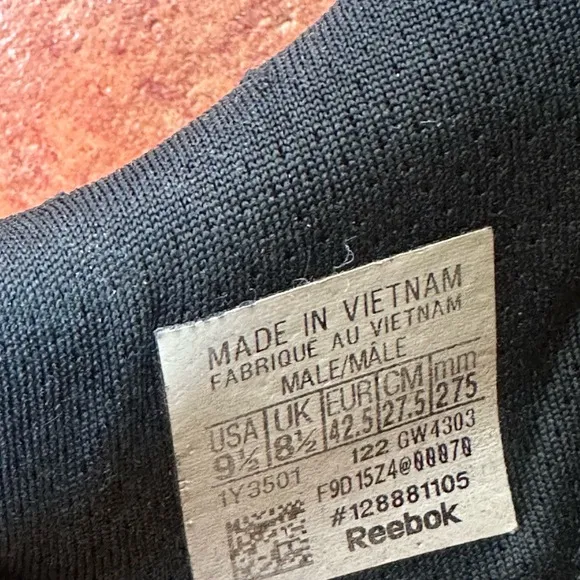 MADE IN VIETNAM
FABRIQUE AU VIETNAM
MALE/MÂLE
USA UK EUR CM mm
9½ 8½ 42.5 27.5 275
122 GW4303
1Y3501 F9D15Z4@00070
#128881105
Reebok